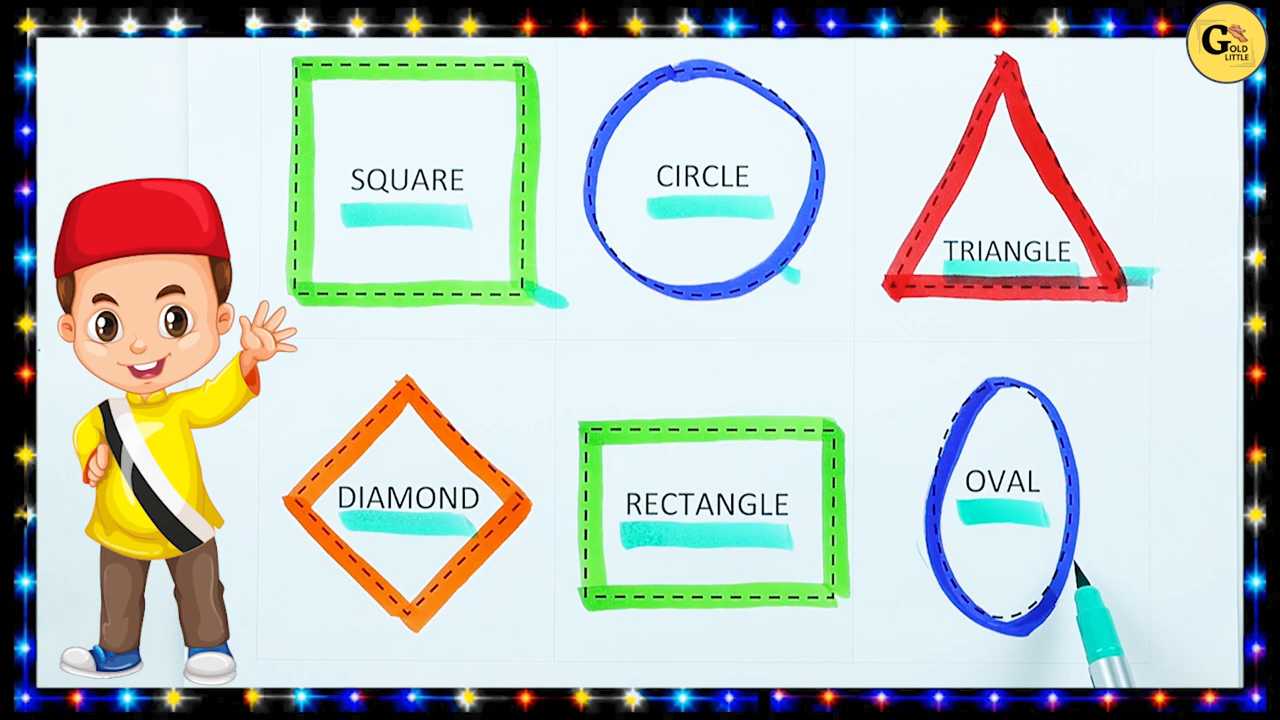 SQUARE
CIRCLE
TRIANGLE
DIAMOND
RECTANGLE
OVAL
GOLD
LITTLE